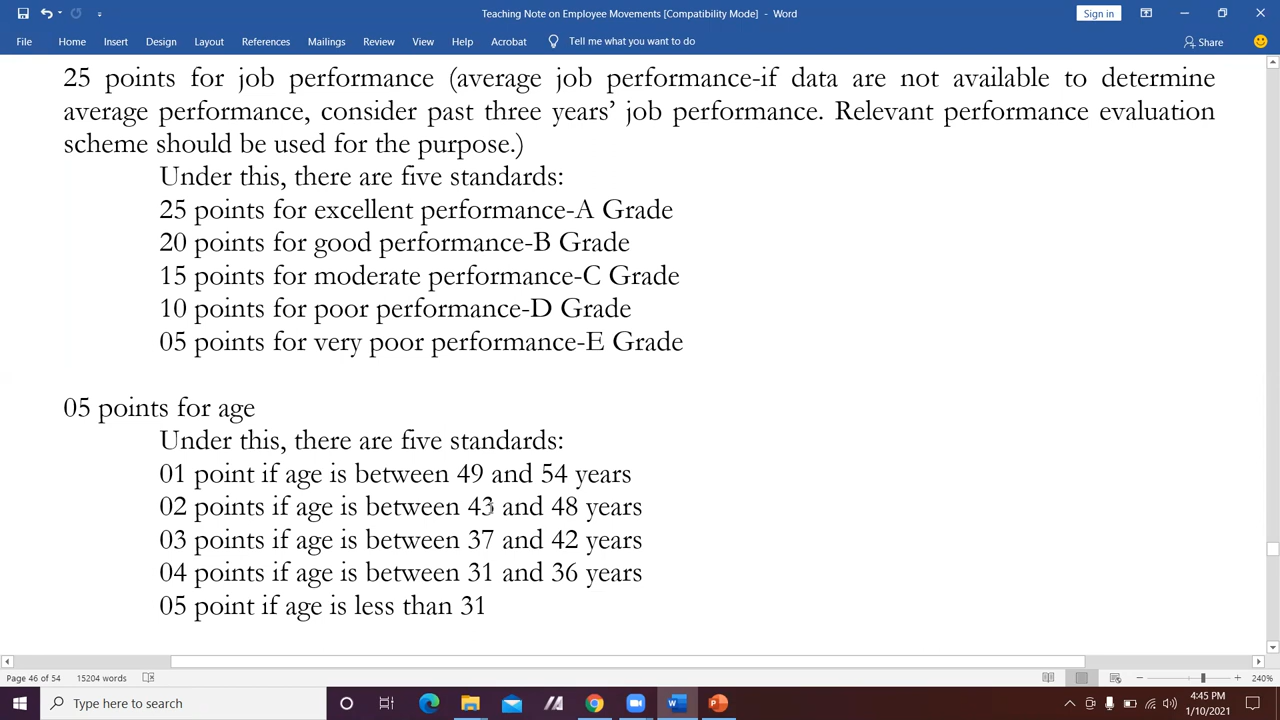 Teaching Note on Employee Movements [Compatibility Mode] - Word
Sign in
File Home Insert Design Layout References Mailings Review View Help Acrobat Tell me what you want to do Share
25 points for job performance (average job performance-if data are not available to determine
average performance, consider past three years’ job performance. Relevant performance evaluation
scheme should be used for the purpose.)
Under this, there are five standards:
25 points for excellent performance-A Grade
20 points for good performance-B Grade
15 points for moderate performance-C Grade
10 points for poor performance-D Grade
05 points for very poor performance-E Grade
05 points for age
Under this, there are five standards:
01 point if age is between 49 and 54 years
02 points if age is between 43 and 48 years
03 points if age is between 37 and 42 years
04 points if age is between 31 and 36 years
05 point if age is less than 31
Page 46 of 54 15204 words 240%
Type here to search
4:45 PM
1/10/2021